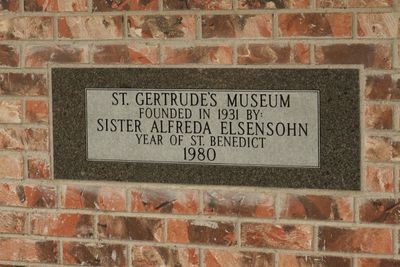 ST. GERTRUDE'S MUSEUM
FOUNDED IN 1931 BY:
SISTER ALFREDA ELSENSOHN
YEAR OF ST. BENEDICT
1980